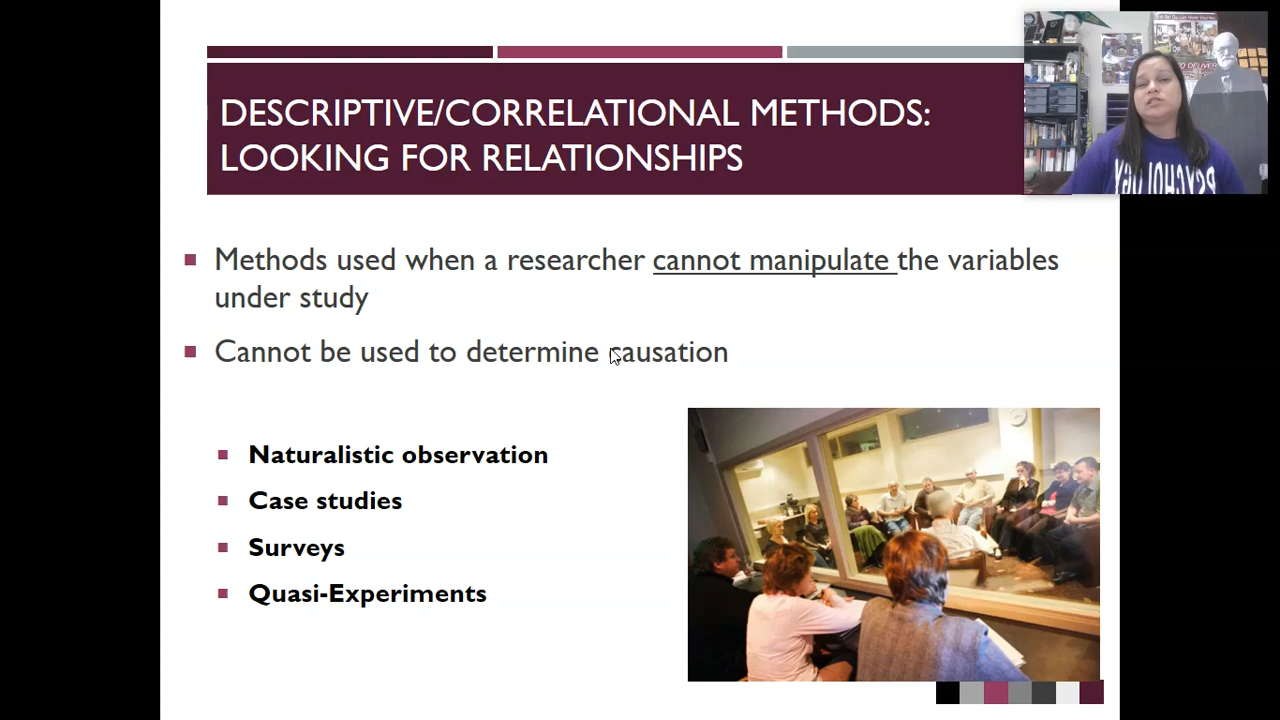 DESCRIPTIVE/CORRELATIONAL METHODS:
LOOKING FOR RELATIONSHIPS
PSYCHOLOGY
Methods used when a researcher cannot manipulate the variables
under study
Cannot be used to determine causation
Naturalistic observation
Case studies
Surveys
Quasi-Experiments